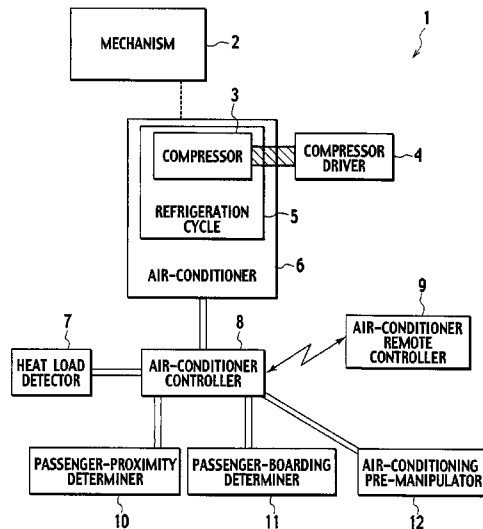 1
MECHANISM
2
3
COMPRESSOR
COMPRESSOR
DRIVER
4
REFRIGERATION
CYCLE
5
AIR-CONDITIONER
6
7
HEAT LOAD
DETECTOR
8
AIR-CONDITIONER
CONTROLLER
9
AIR-CONDITIONER
REMOTE
CONTROLLER
PASSENGER-PROXIMITY
DETERMINER
10
PASSENGER-BOARDING
DETERMINER
11
AIR-CONDITIONING
PRE-MANIPULATOR
12